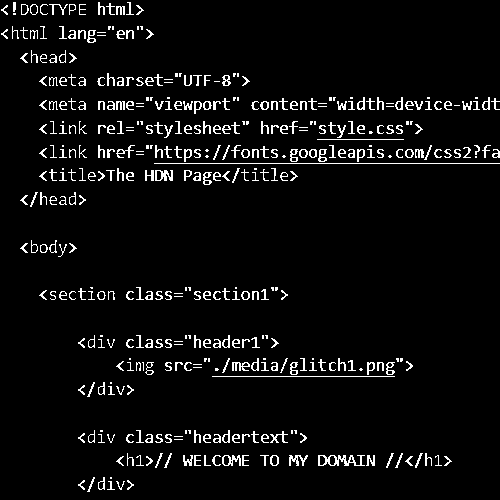 <!DOCTYPE html>
<html lang="en">
<head>
<meta charset="UTF-8">
<meta name="viewport" content="width=device-widt
<link rel="stylesheet" href="style.css">
<link href="https://fonts.googleapis.com/css2?fa
<title>The HDN Page</title>
</head>
<body>
<section class="section1">
<div class="header1">
<img src="./media/glitch1.png">
</div>
<div class="headertext">
<h1>// WELCOME TO MY DOMAIN //</h1>
</div>